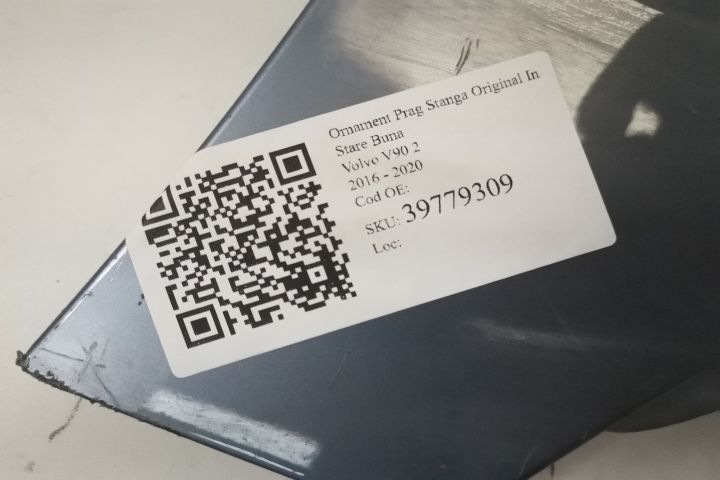 Ornament Prag Stanga Original In
Stare Buna
Volvo V90 2
2016 - 2020
Cod OE:
SKU: 39779309
Loc: